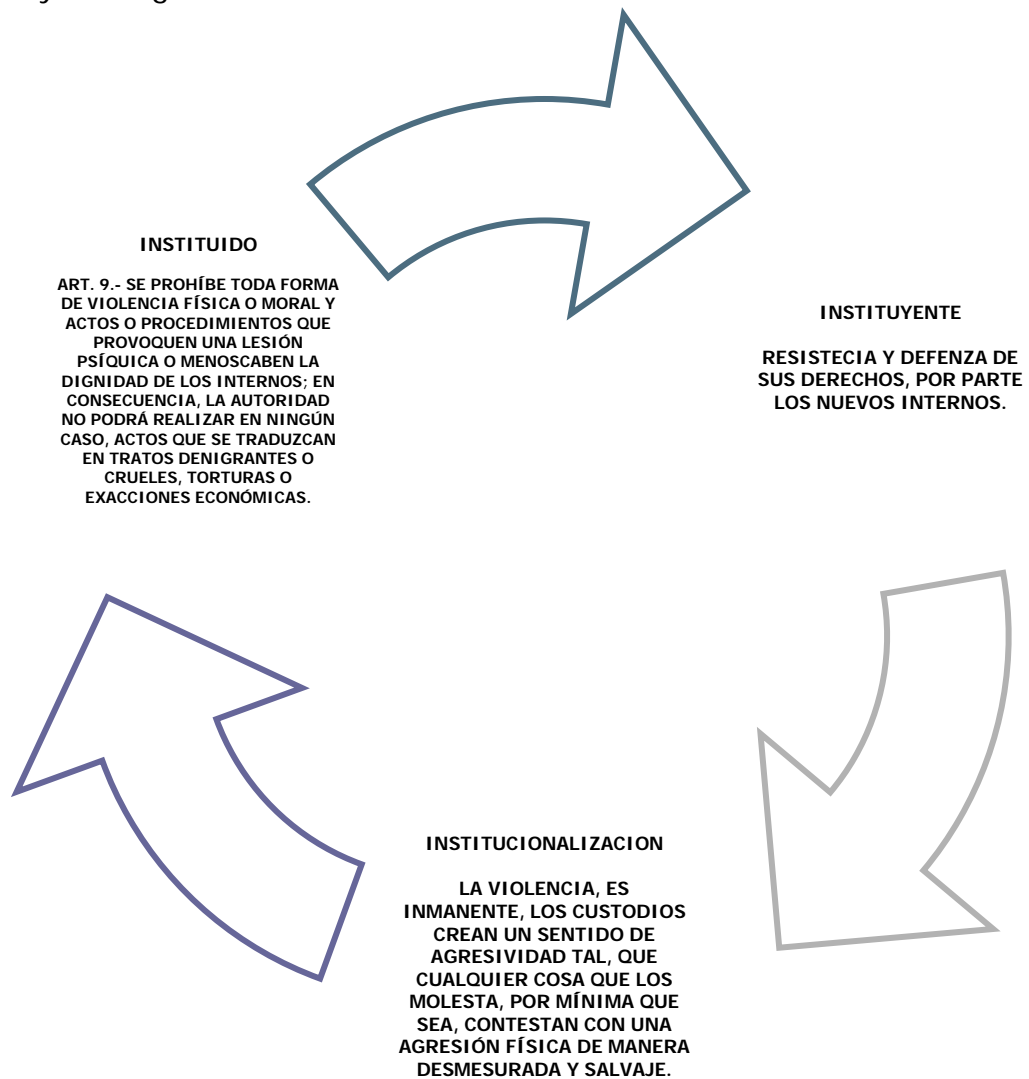 INSTITUIDO
ART. 9.- SE PROHÍBE TODA FORMA
DE VIOLENCIA FÍSICA O MORAL Y
ACTOS O PROCEDIMIENTOS QUE
PROVOQUEN UNA LESIÓN
PSÍQUICA O MENOSCABEN LA
DIGNIDAD DE LOS INTERNOS; EN
CONSECUENCIA, LA AUTORIDAD
NO PODRÁ REALIZAR EN NINGÚN
CASO, ACTOS QUE SE TRADUZCAN
EN TRATOS DENIGRANTES O
CRUELES, TORTURAS O
EXACCIONES ECONÓMICAS.
INSTITUYENTE
RESISTECIA Y DEFENZA DE
SUS DERECHOS, POR PARTE
LOS NUEVOS INTERNOS.
INSTITUCIONALIZACION
LA VIOLENCIA, ES
INMANENTE, LOS CUSTODIOS
CREAN UN SENTIDO DE
AGRESIVIDAD TAL, QUE
CUALQUIER COSA QUE LOS
MOLESTA, POR MÍNIMA QUE
SEA, CONTESTAN CON UNA
AGRESIÓN FÍSICA DE MANERA
DESMESURADA Y SALVAJE.